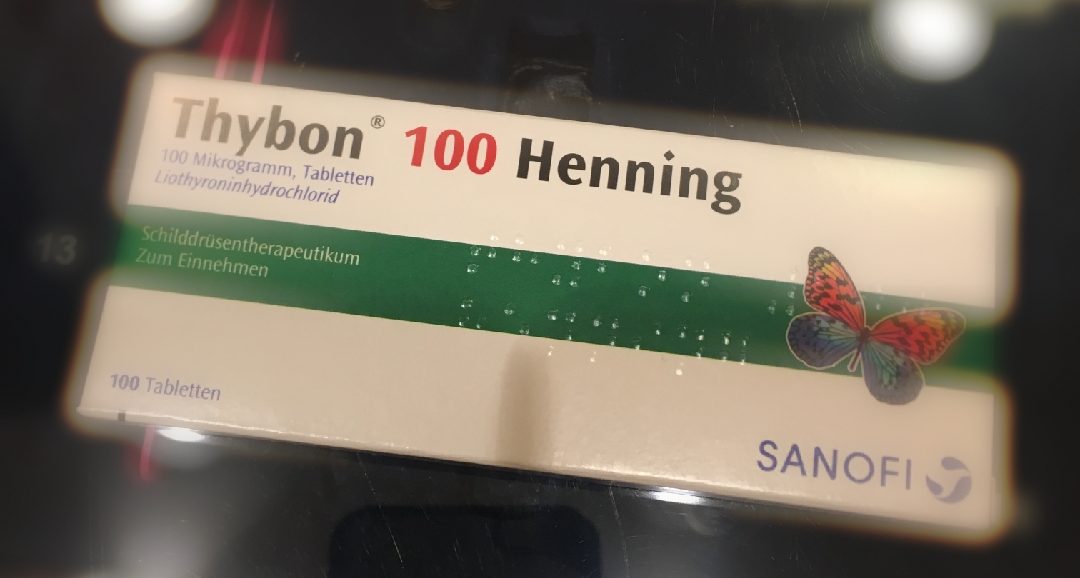 Thybon® 100 Henning
100 Mikrogramm, Tabletten
Liothyroninhydrochlorid
Schilddrüsentherapeutikum
Zum Einnehmen
100 Tabletten
SANOFI
13